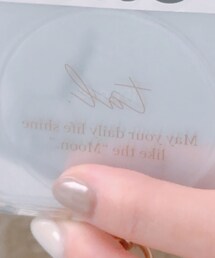 May your daily life shine
like the "Moon."